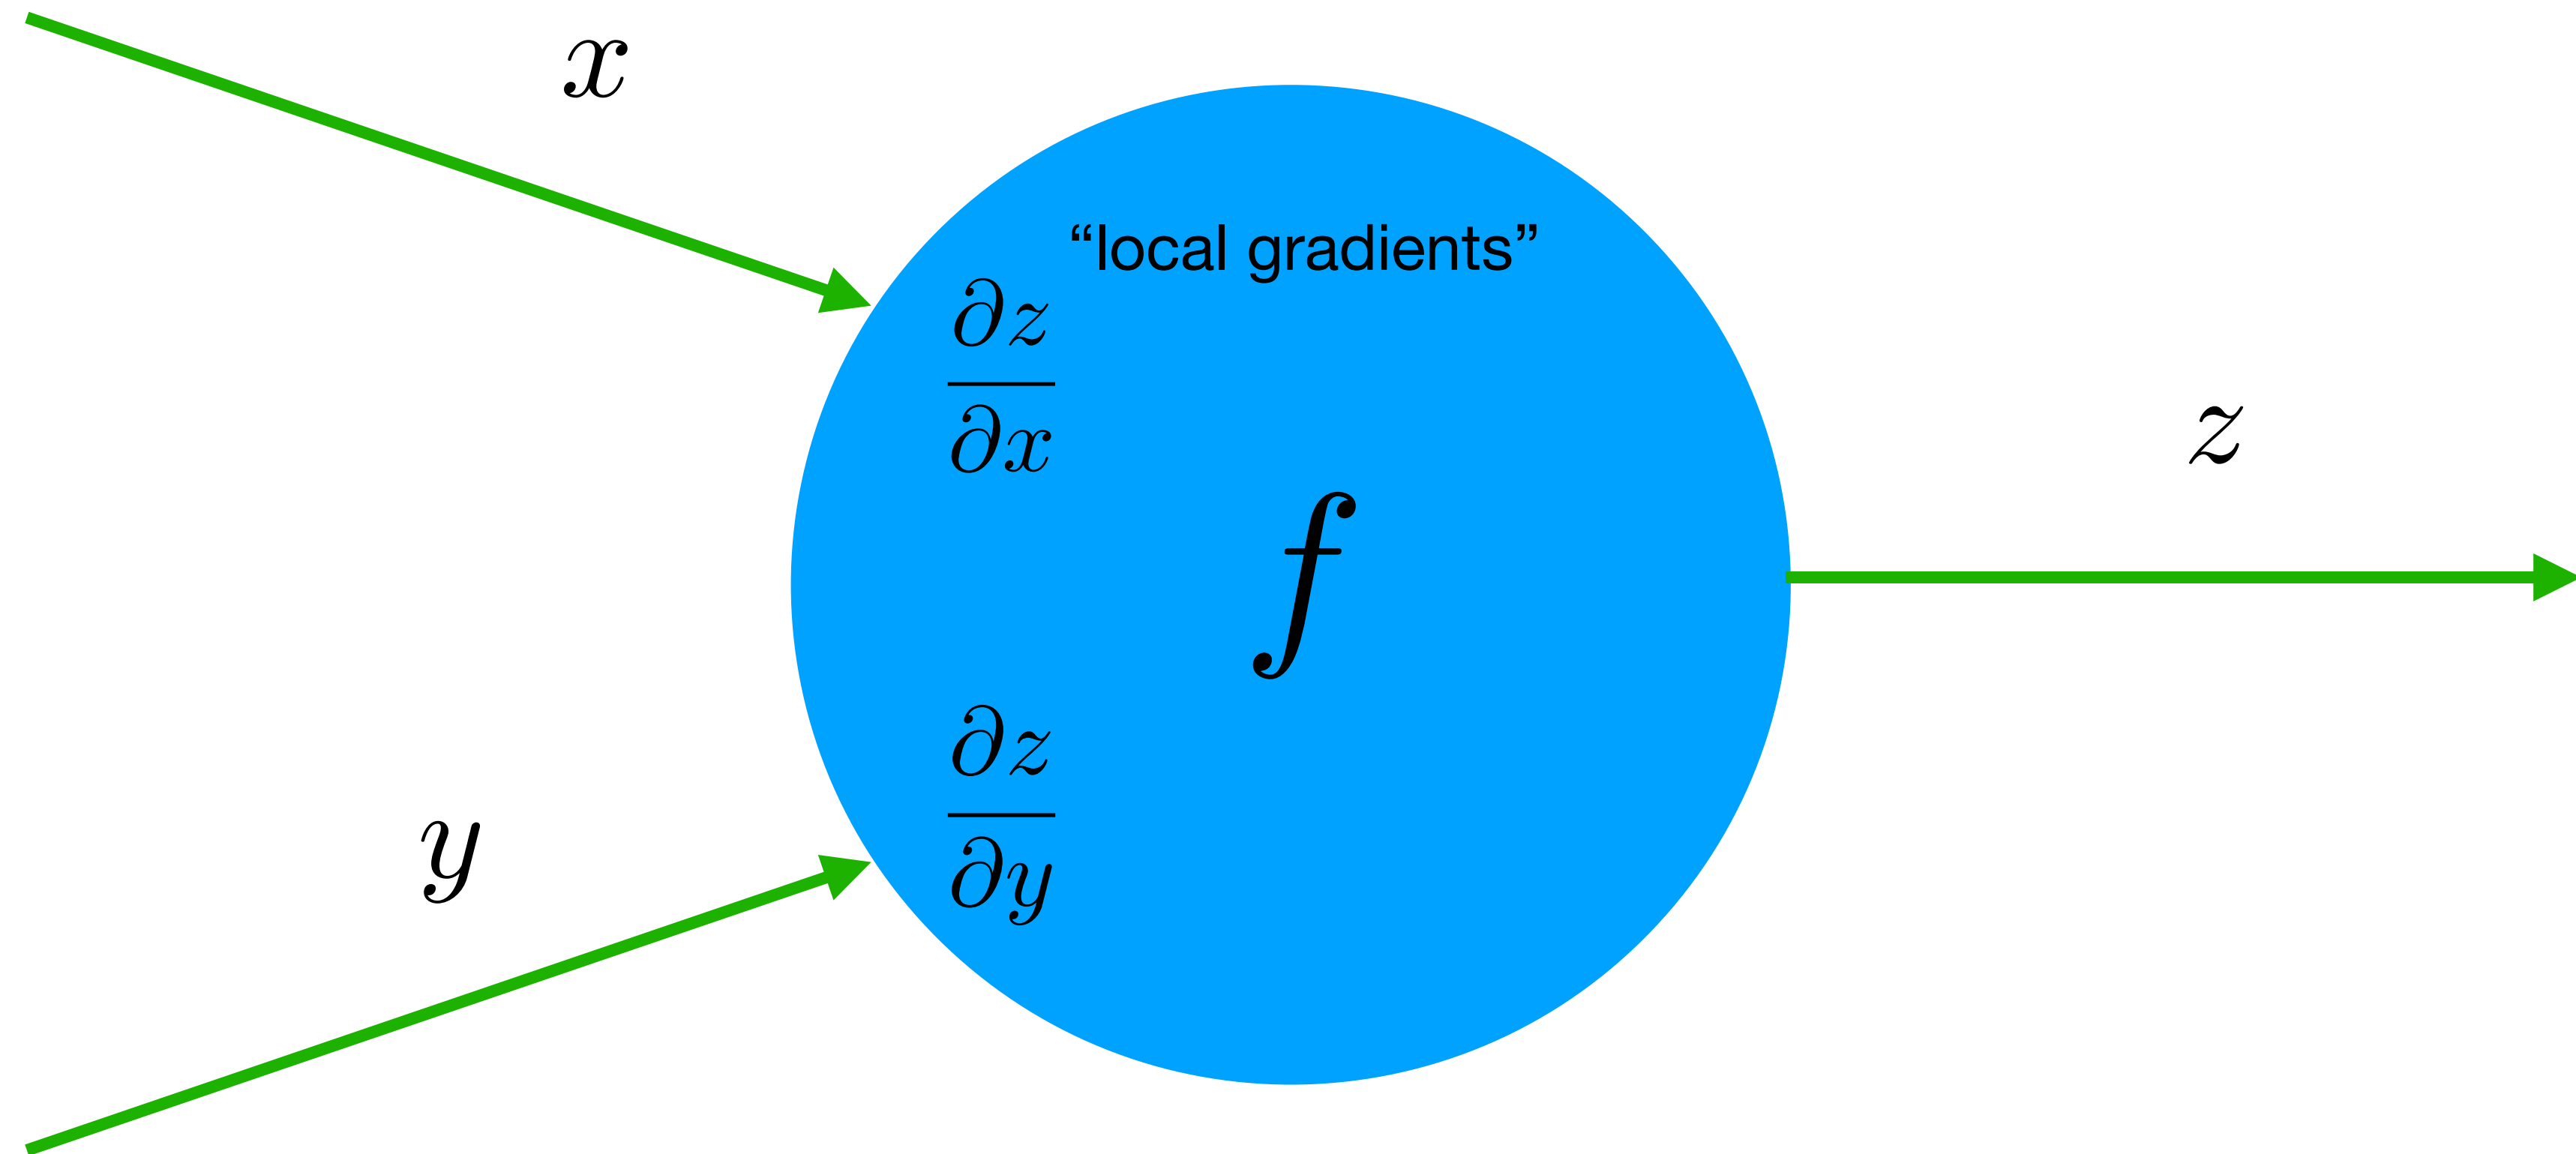 x
“local gradients”
∂z
∂x
z
f
∂z
∂y
y